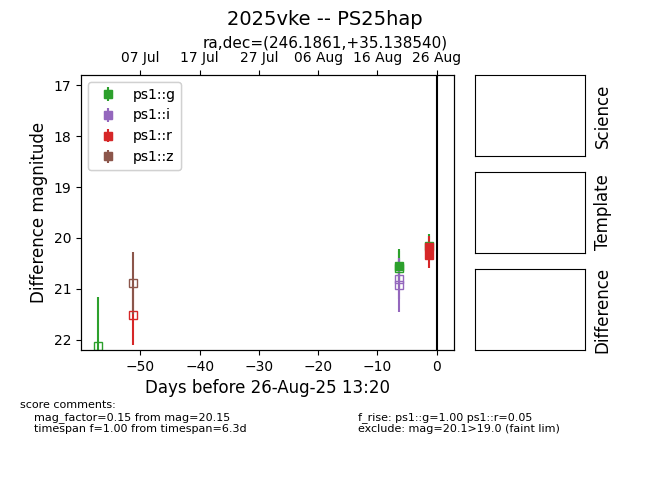 2025vke -- PS25hap
ra,dec=(246.1861,+35.138540)
07 Jul 17 Jul 27 Jul 06 Aug 16 Aug 26 Aug
17
18
19
20
21
22
Difference magnitude
ps1::g
ps1::i
ps1::r
ps1::z
−50 −40 −30 −20 −10 0
Days before 26-Aug-25 13:20
Science
Template
Difference
score comments:
mag_factor=0.15 from mag=20.15
timespan f=1.00 from timespan=6.3d
f_rise: ps1::g=1.00 ps1::r=0.05
exclude: mag=20.1>19.0 (faint lim)